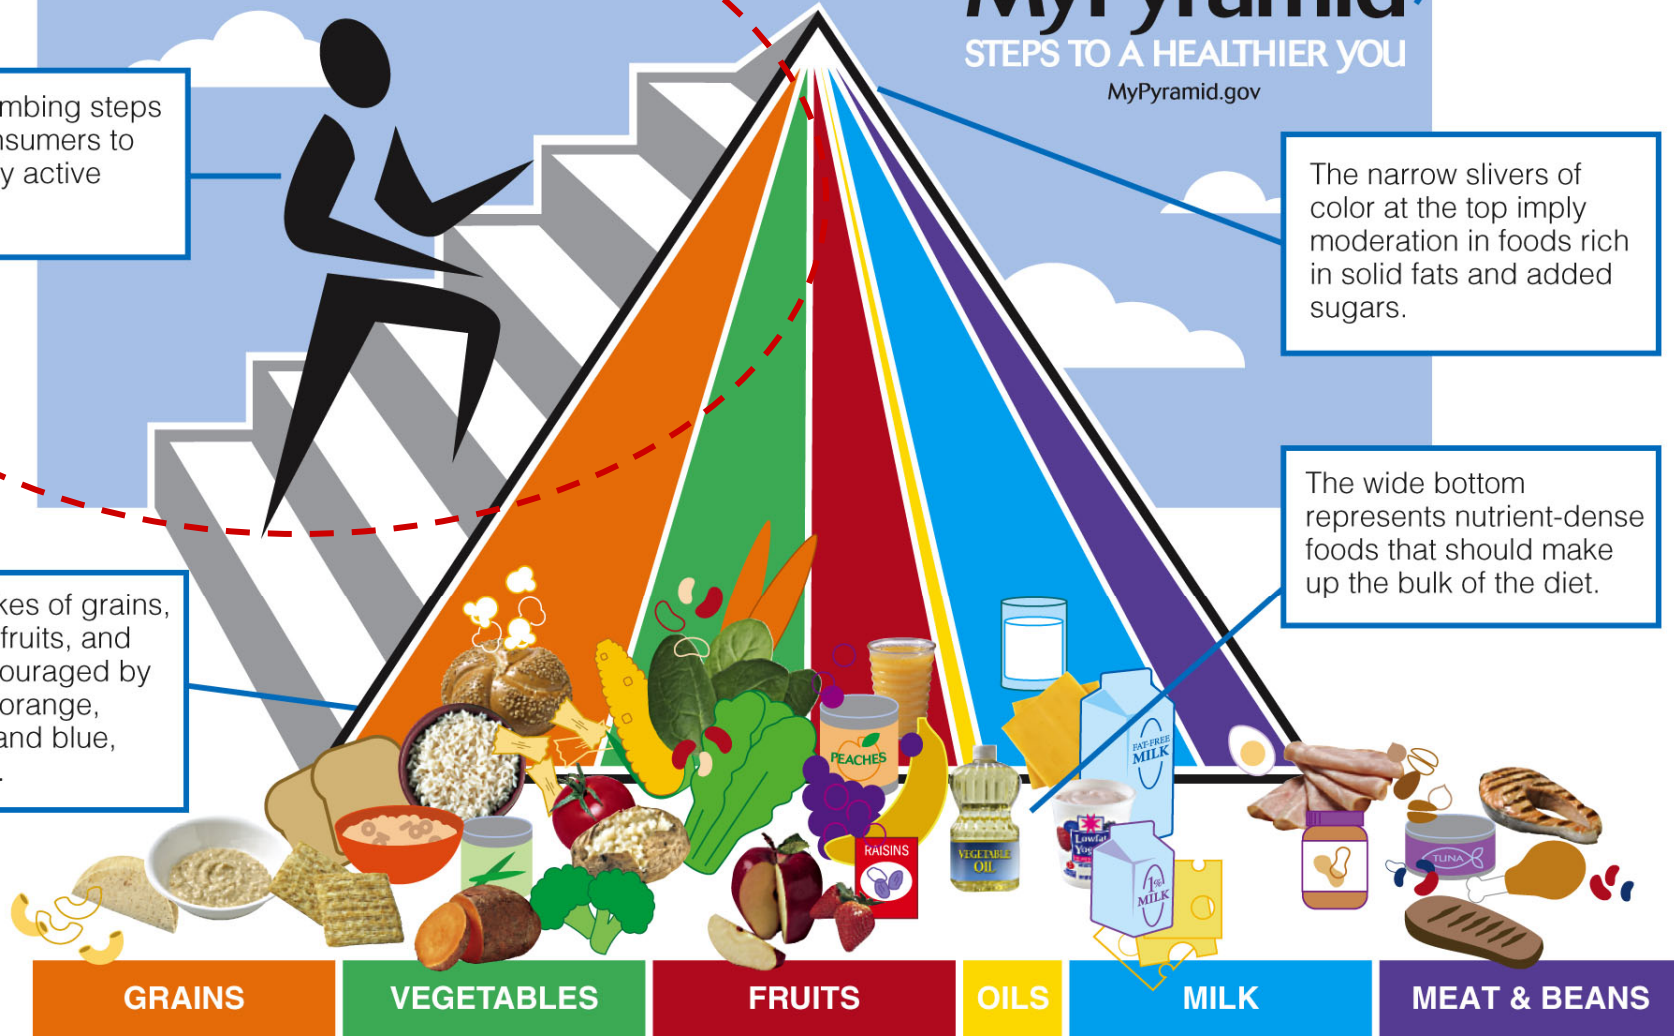 MyPyramid
STEPS TO A HEALTHIER YOU
MyPyramid.gov
mbing steps
nsumers to
y active
The narrow slivers of
color at the top imply
moderation in foods rich
in solid fats and added
sugars.
The wide bottom
represents nutrient-dense
foods that should make
up the bulk of the diet.
kes of grains,
fruits, and
ouraged by
orange,
and blue,
.
PEACHES
RAISINS
VEGETABLE
OIL
FAT-FREE
MILK
Lowfat
1%
MILK
TUNA
GRAINS
VEGETABLES
FRUITS
OILS
MILK
MEAT & BEANS